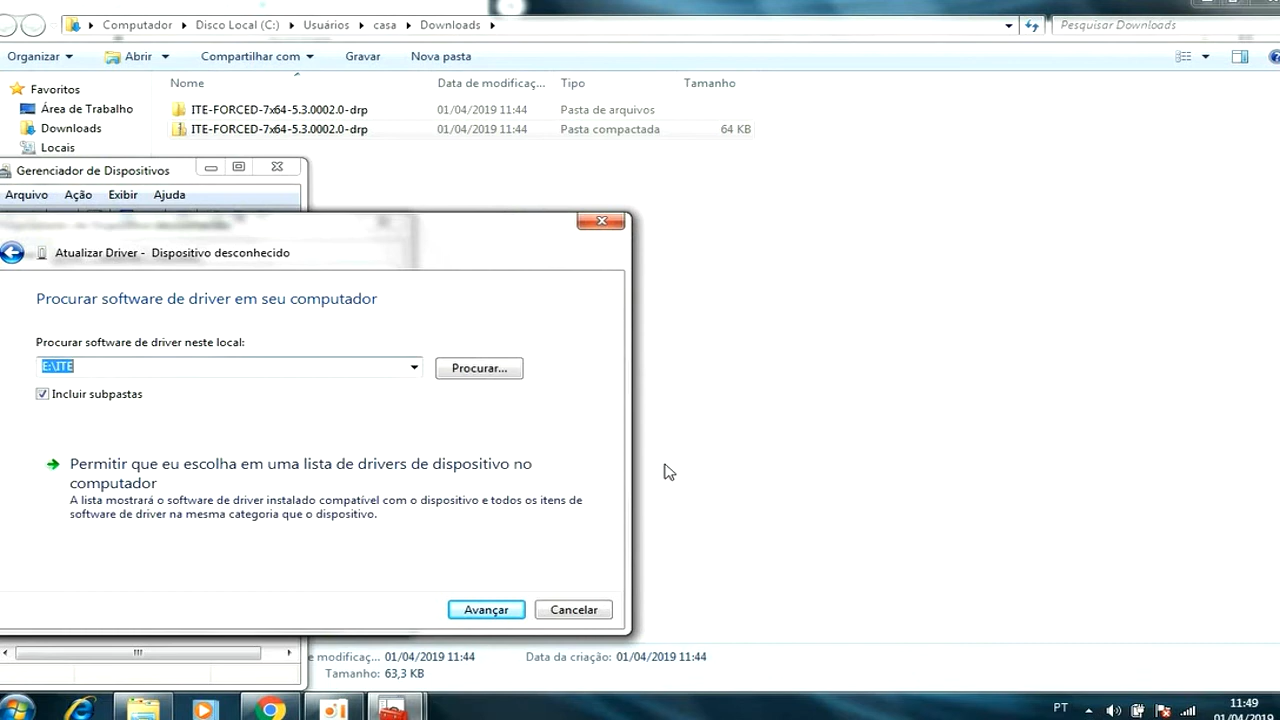 Computador Disco Local (C:) Usuários casa Downloads
Pesquisar Downloads
Organizar Abrir Compartilhar com Gravar Nova pasta
Nome Data de modificaç... Tipo Tamanho
Favoritos
Área de Trabalho
Downloads
Locais
ITE-FORCED-7x64-5.3.0002.0-drp 01/04/2019 11:44 Pasta de arquivos
ITE-FORCED-7x64-5.3.0002.0-drp 01/04/2019 11:44 Pasta compactada 64 KB
Gerenciador de Dispositivos
Arquivo Ação Exibir Ajuda
Atualizar Driver - Dispositivo desconhecido
Procurar software de driver em seu computador
Procurar software de driver neste local:
E:\ITE
Procurar...
Incluir subpastas
Permitir que eu escolha em uma lista de drivers de dispositivo no
computador
A lista mostrará o software de driver instalado compatível com o dispositivo e todos os itens de
software de driver na mesma categoria que o dispositivo.
Avançar Cancelar
e modificaç... 01/04/2019 11:44 Data da criação: 01/04/2019 11:44
Tamanho: 63,3 KB
PT
11:49
01/04/2019